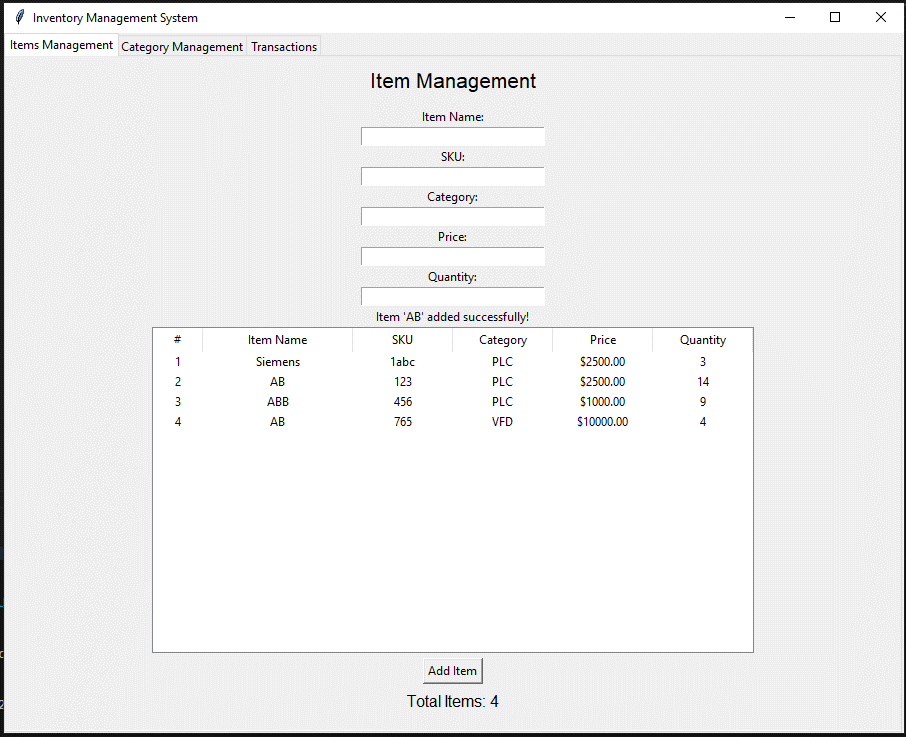 Inventory Management System
Items Management Category Management Transactions
Item Management
Item Name:
SKU:
Category:
Price:
Quantity:
Item 'AB' added successfully!
# Item Name SKU Category Price Quantity
1 Siemens 1abc PLC $2500.00 3
2 AB 123 PLC $2500.00 14
3 ABB 456 PLC $1000.00 9
4 AB 765 VFD $10000.00 4
Add Item
Total Items: 4